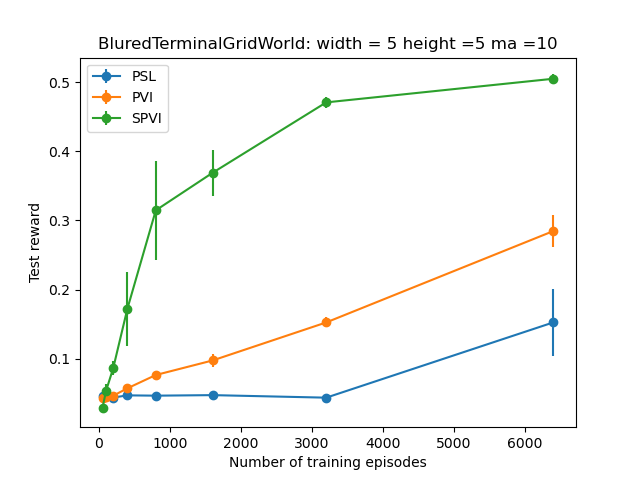 BluredTerminalGridWorld: width = 5 height =5 ma =10
PSL
PVI
SPVI
0.5
0.4
0.3
0.2
0.1
Test reward
0 1000 2000 3000 4000 5000 6000
Number of training episodes